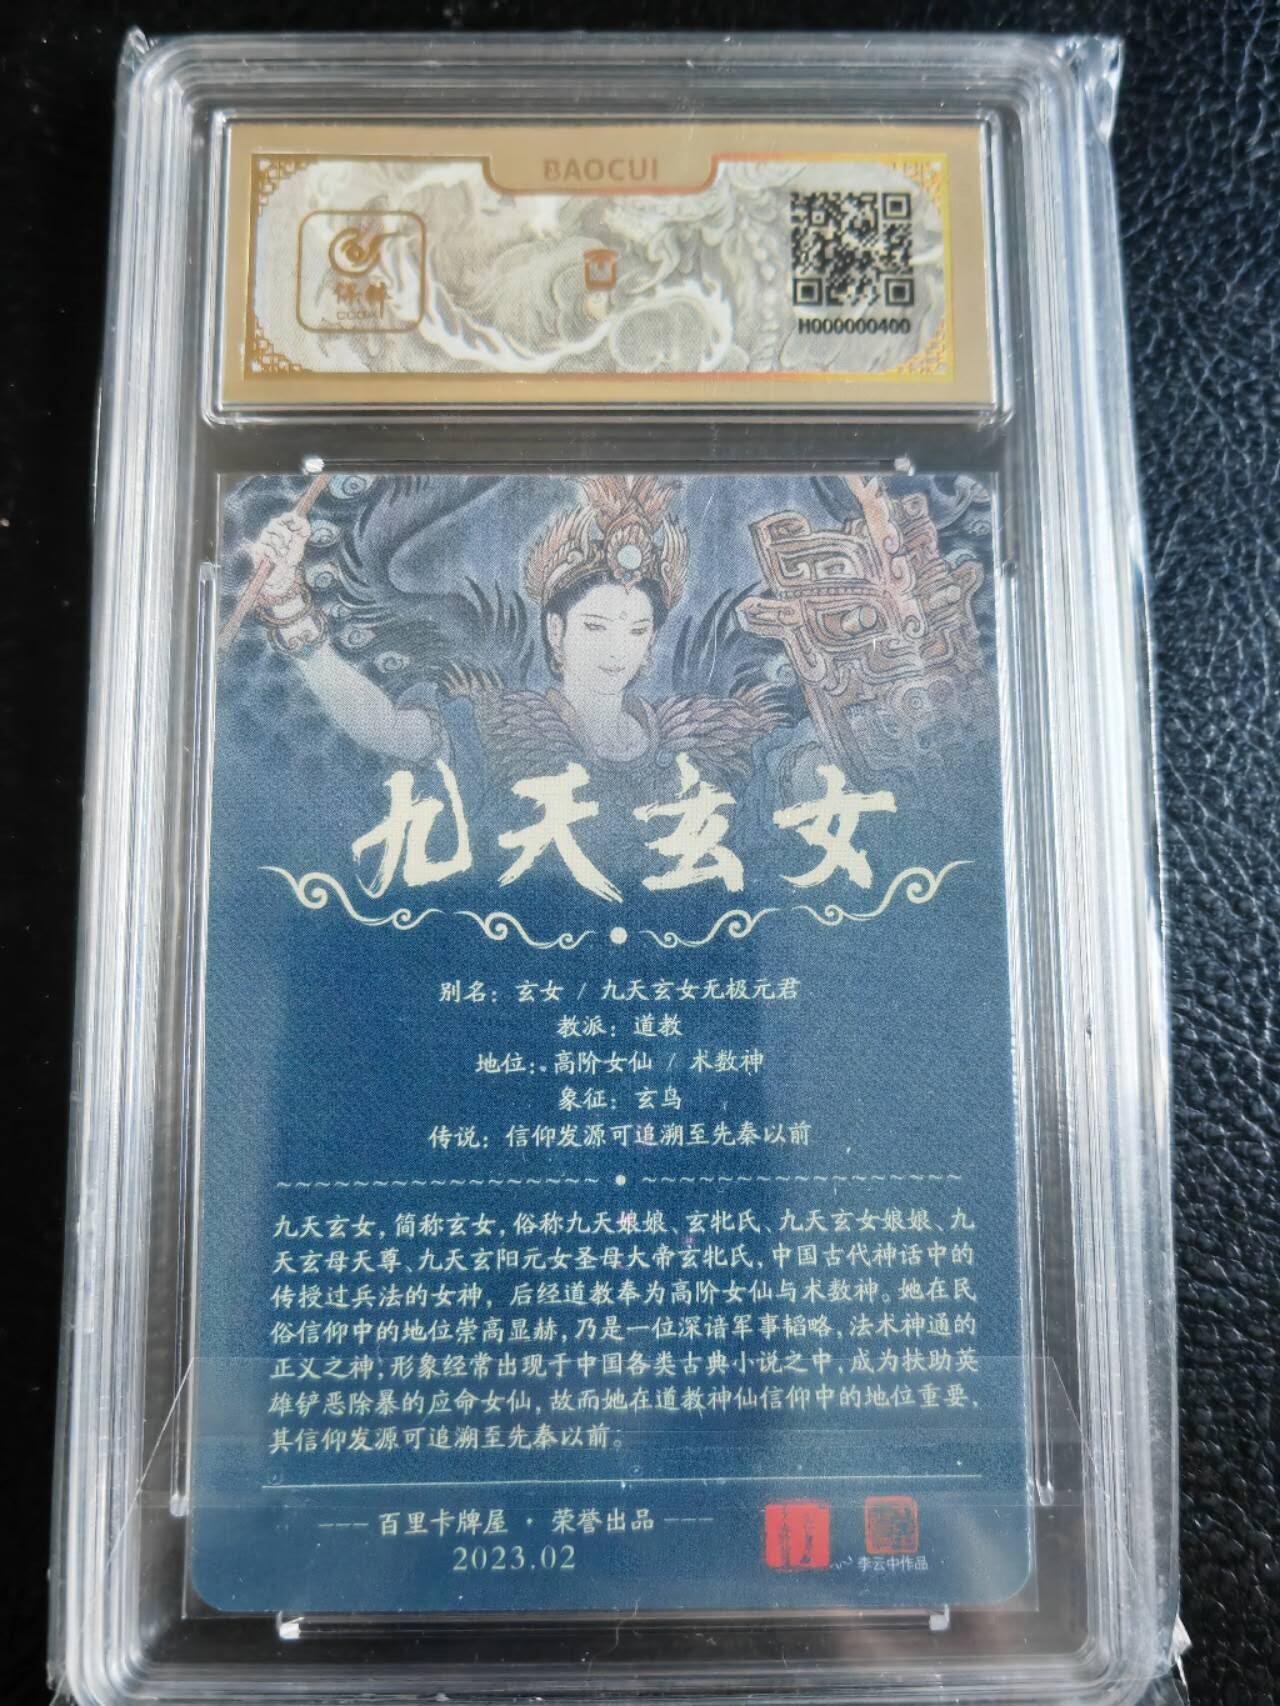 BAOCUI
保粹
H000000400
九天玄女
别名：玄女 / 九天玄女无极元君
教派：道教
地位：高阶女仙 / 术数神
象征：玄鸟
传说：信仰发源可追溯至先秦以前
九天玄女，简称玄女，俗称九天娘娘、玄牝氏、九天玄女娘娘、九
天玄母天尊、九天玄阳元女圣母大帝玄牝氏，中国古代神话中的
传授过兵法的女神，后经道教奉为高阶女仙与术数神。她在民
俗信仰中的地位崇高显赫，乃是一位深谙军事韬略，法术神通的
正义之神，形象经常出现于中国各类古典小说之中，成为扶助英
雄铲恶除暴的应命女仙，故而她在道教神仙信仰中的地位重要，
其信仰发源可追溯至先秦以前。
--- 百里卡牌屋 · 荣誉出品 ---
2023.02
李云中作品